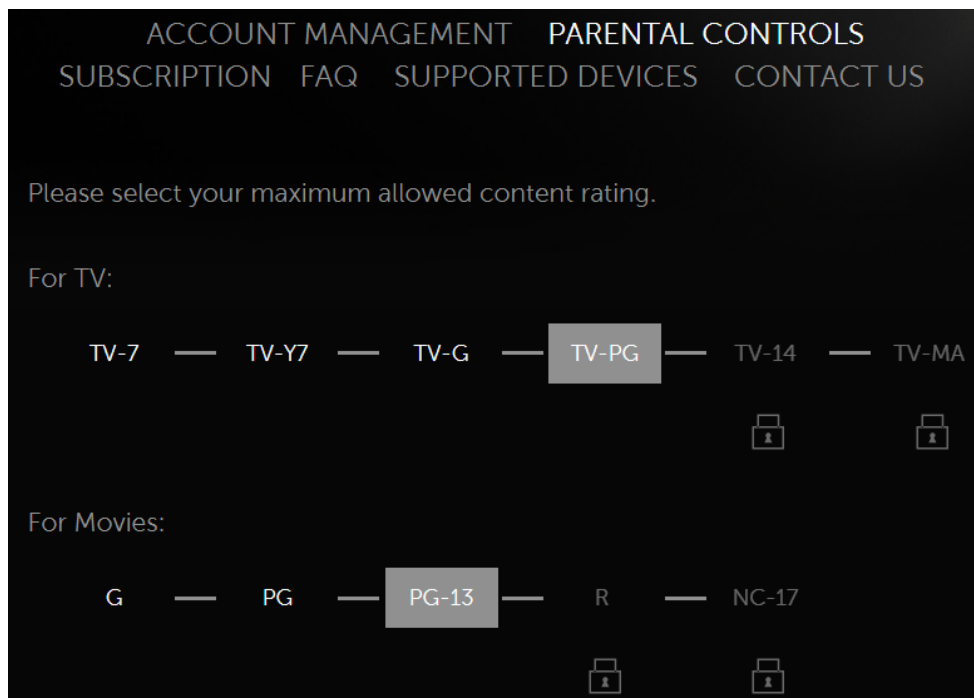 ACCOUNT MANAGEMENT PARENTAL CONTROLS
SUBSCRIPTION FAQ SUPPORTED DEVICES CONTACT US
Please select your maximum allowed content rating.
For TV:
TV-7 TV-Y7 TV-G TV-PG TV-14 TV-MA
For Movies:
G PG PG-13 R NC-17